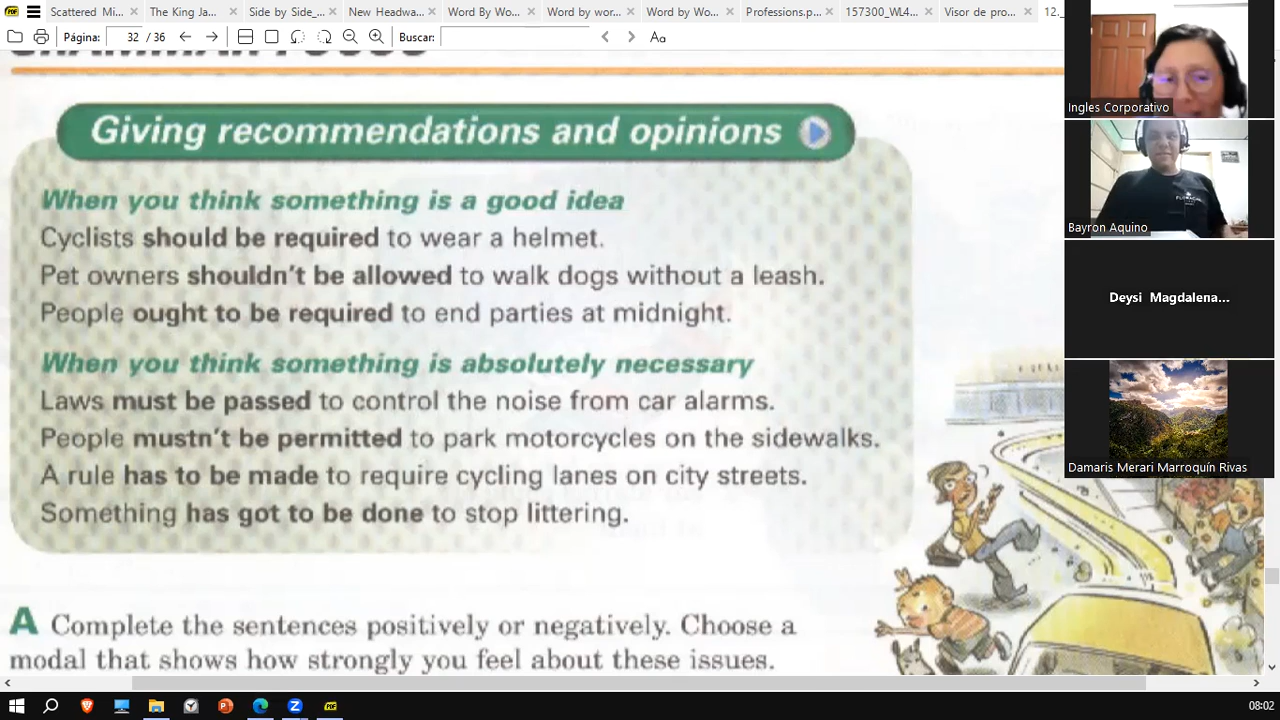 Scattered Mi...
The King Ja...
Side by Side_...
New Headwa...
Word By Wo...
Word by wor...
Word by Wo...
Professions.p...
157300_WL4...
Visor de pro...
12._
Página: 32 / 36
Buscar:
Aa
Giving recommendations and opinions
When you think something is a good idea
Cyclists should be required to wear a helmet.
Pet owners shouldn't be allowed to walk dogs without a leash.
People ought to be required to end parties at midnight.
When you think something is absolutely necessary
Laws must be passed to control the noise from car alarms.
People mustn't be permitted to park motorcycles on the sidewalks.
A rule has to be made to require cycling lanes on city streets.
Something has got to be done to stop littering.
A Complete the sentences positively or negatively. Choose a
modal that shows how strongly you feel about these issues.
Ingles Corporativo
Bayron Aquino
Deysi Magdalena...
Damaris Merari Marroquín Rivas
08:02